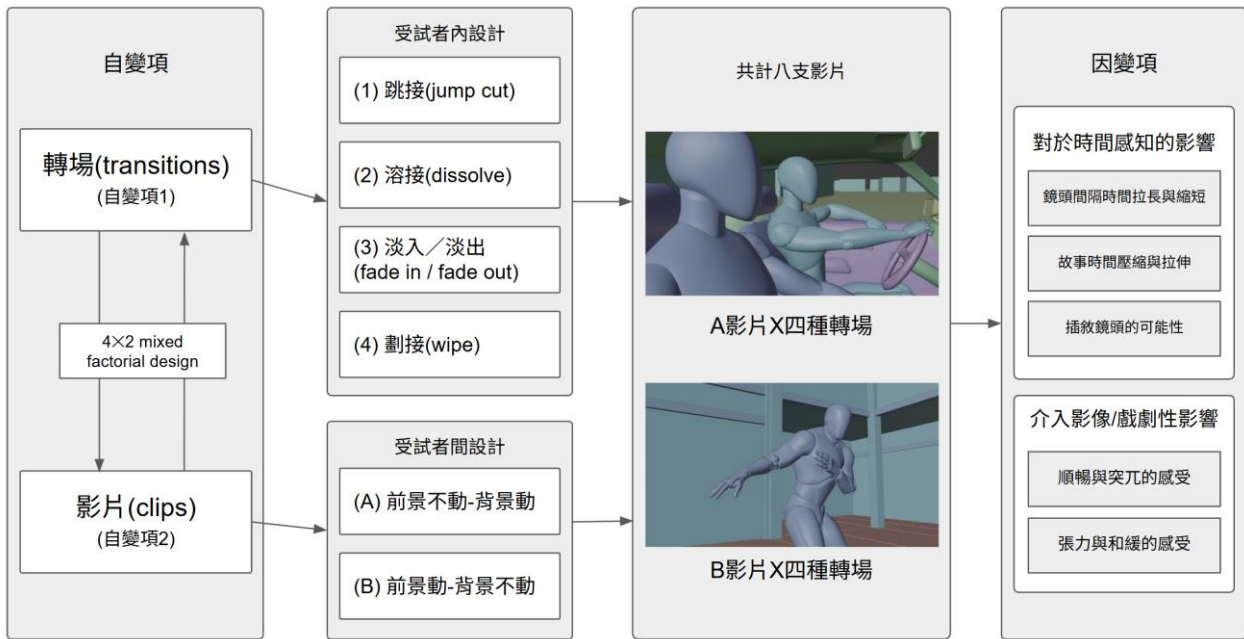 自變項
轉場(transitions)
(自變項1)
4×2 mixed
factorial design
影片(clips)
(自變項2)
受試者內設計
(1) 跳接(jump cut)
(2) 溶接(dissolve)
(3) 淡入／淡出
(fade in / fade out)
(4) 劃接(wipe)
受試者間設計
(A) 前景不動-背景動
(B) 前景動-背景不動
共計八支影片
A影片X四種轉場
B影片X四種轉場
因變項
對於時間感知的影響
鏡頭間隔時間拉長與縮短
故事時間壓縮與拉伸
插敘鏡頭的可能性
介入影像/戲劇性影響
順暢與突兀的感受
張力與和緩的感受